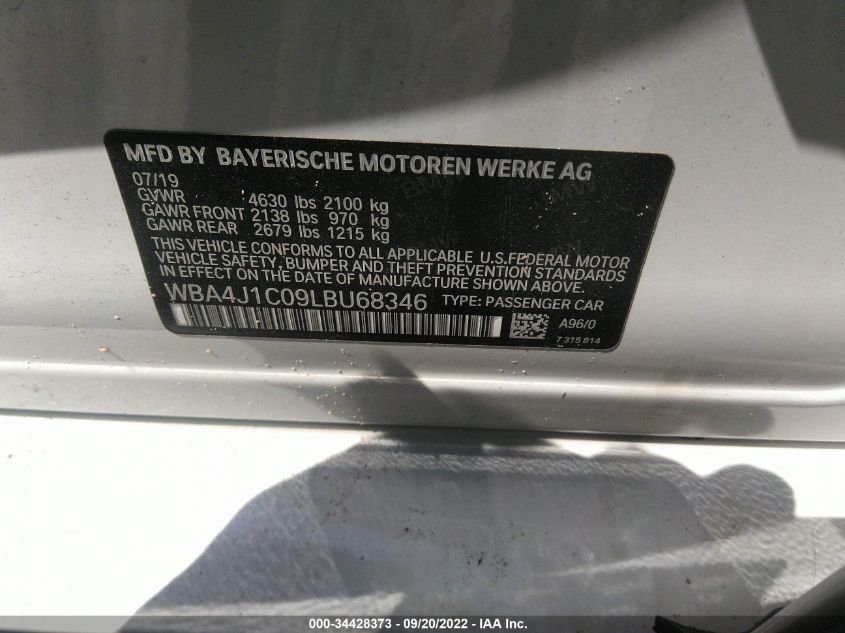 MFD BY BAYERISCHE MOTOREN WERKE AG
07/19
GVWR 4630 lbs 2100 kg
GAWR FRONT 2138 lbs 970 kg
GAWR REAR 2679 lbs 1215 kg
THIS VEHICLE CONFORMS TO ALL APPLICABLE U.S.FEDERAL MOTOR
VEHICLE SAFETY, BUMPER AND THEFT PREVENTION STANDARDS
IN EFFECT ON THE DATE OF MANUFACTURE SHOWN ABOVE.
WBA4J1C09LBU68346 TYPE: PASSENGER CAR
A96/0
7 315 814
000-34428373 - 09/20/2022 - IAA Inc.